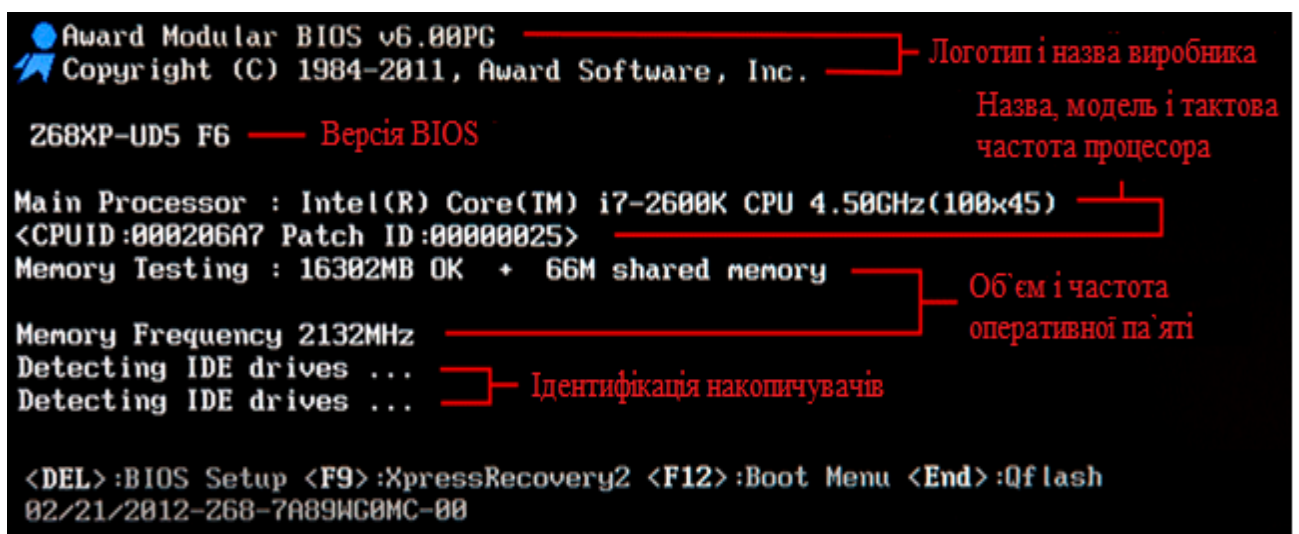 Award Modular BIOS v6.00PG
Copyright (C) 1984-2011, Award Software, Inc.
Логотип і назва виробника
Назва, модель і тактова
частота процесора
Z68XP-UD5 F6
Версія BIOS
Main Processor : Intel(R) Core(TM) i7-2600K CPU 4.50GHz(100x45)
<CPUID:000206A7 Patch ID:00000025>
Memory Testing : 16302MB OK + 66M shared memory
Об`єм і частота
оперативної па`яті
Memory Frequency 2132MHz
Detecting IDE drives ...
Detecting IDE drives ...
Ідентифікація накопичувачів
<DEL>:BIOS Setup <F9>:XpressRecovery2 <F12>:Boot Menu <End>:Qflash
02/21/2012-Z68-7A89WG0MC-00